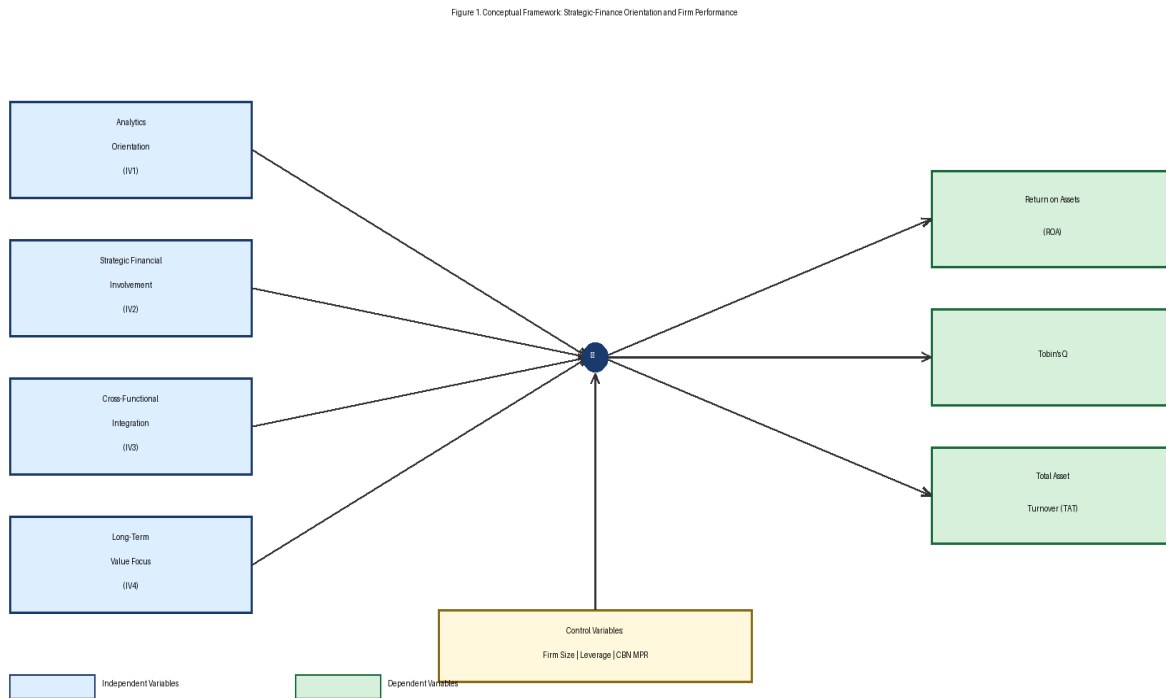 Figure 1. Conceptual Framework: Strategic-Finance Orientation and Firm Performance
Analytics
Orientation
(IV1)
Strategic Financial
Involvement
(IV2)
Cross-Functional
Integration
(IV3)
Long-Term
Value Focus
(IV4)
Return on Assets
(ROA)
Tobin's Q
Total Asset
Turnover (TAT)
Control Variables:
Firm Size | Leverage | CBN MPR
Independent Variables
Dependent Variables